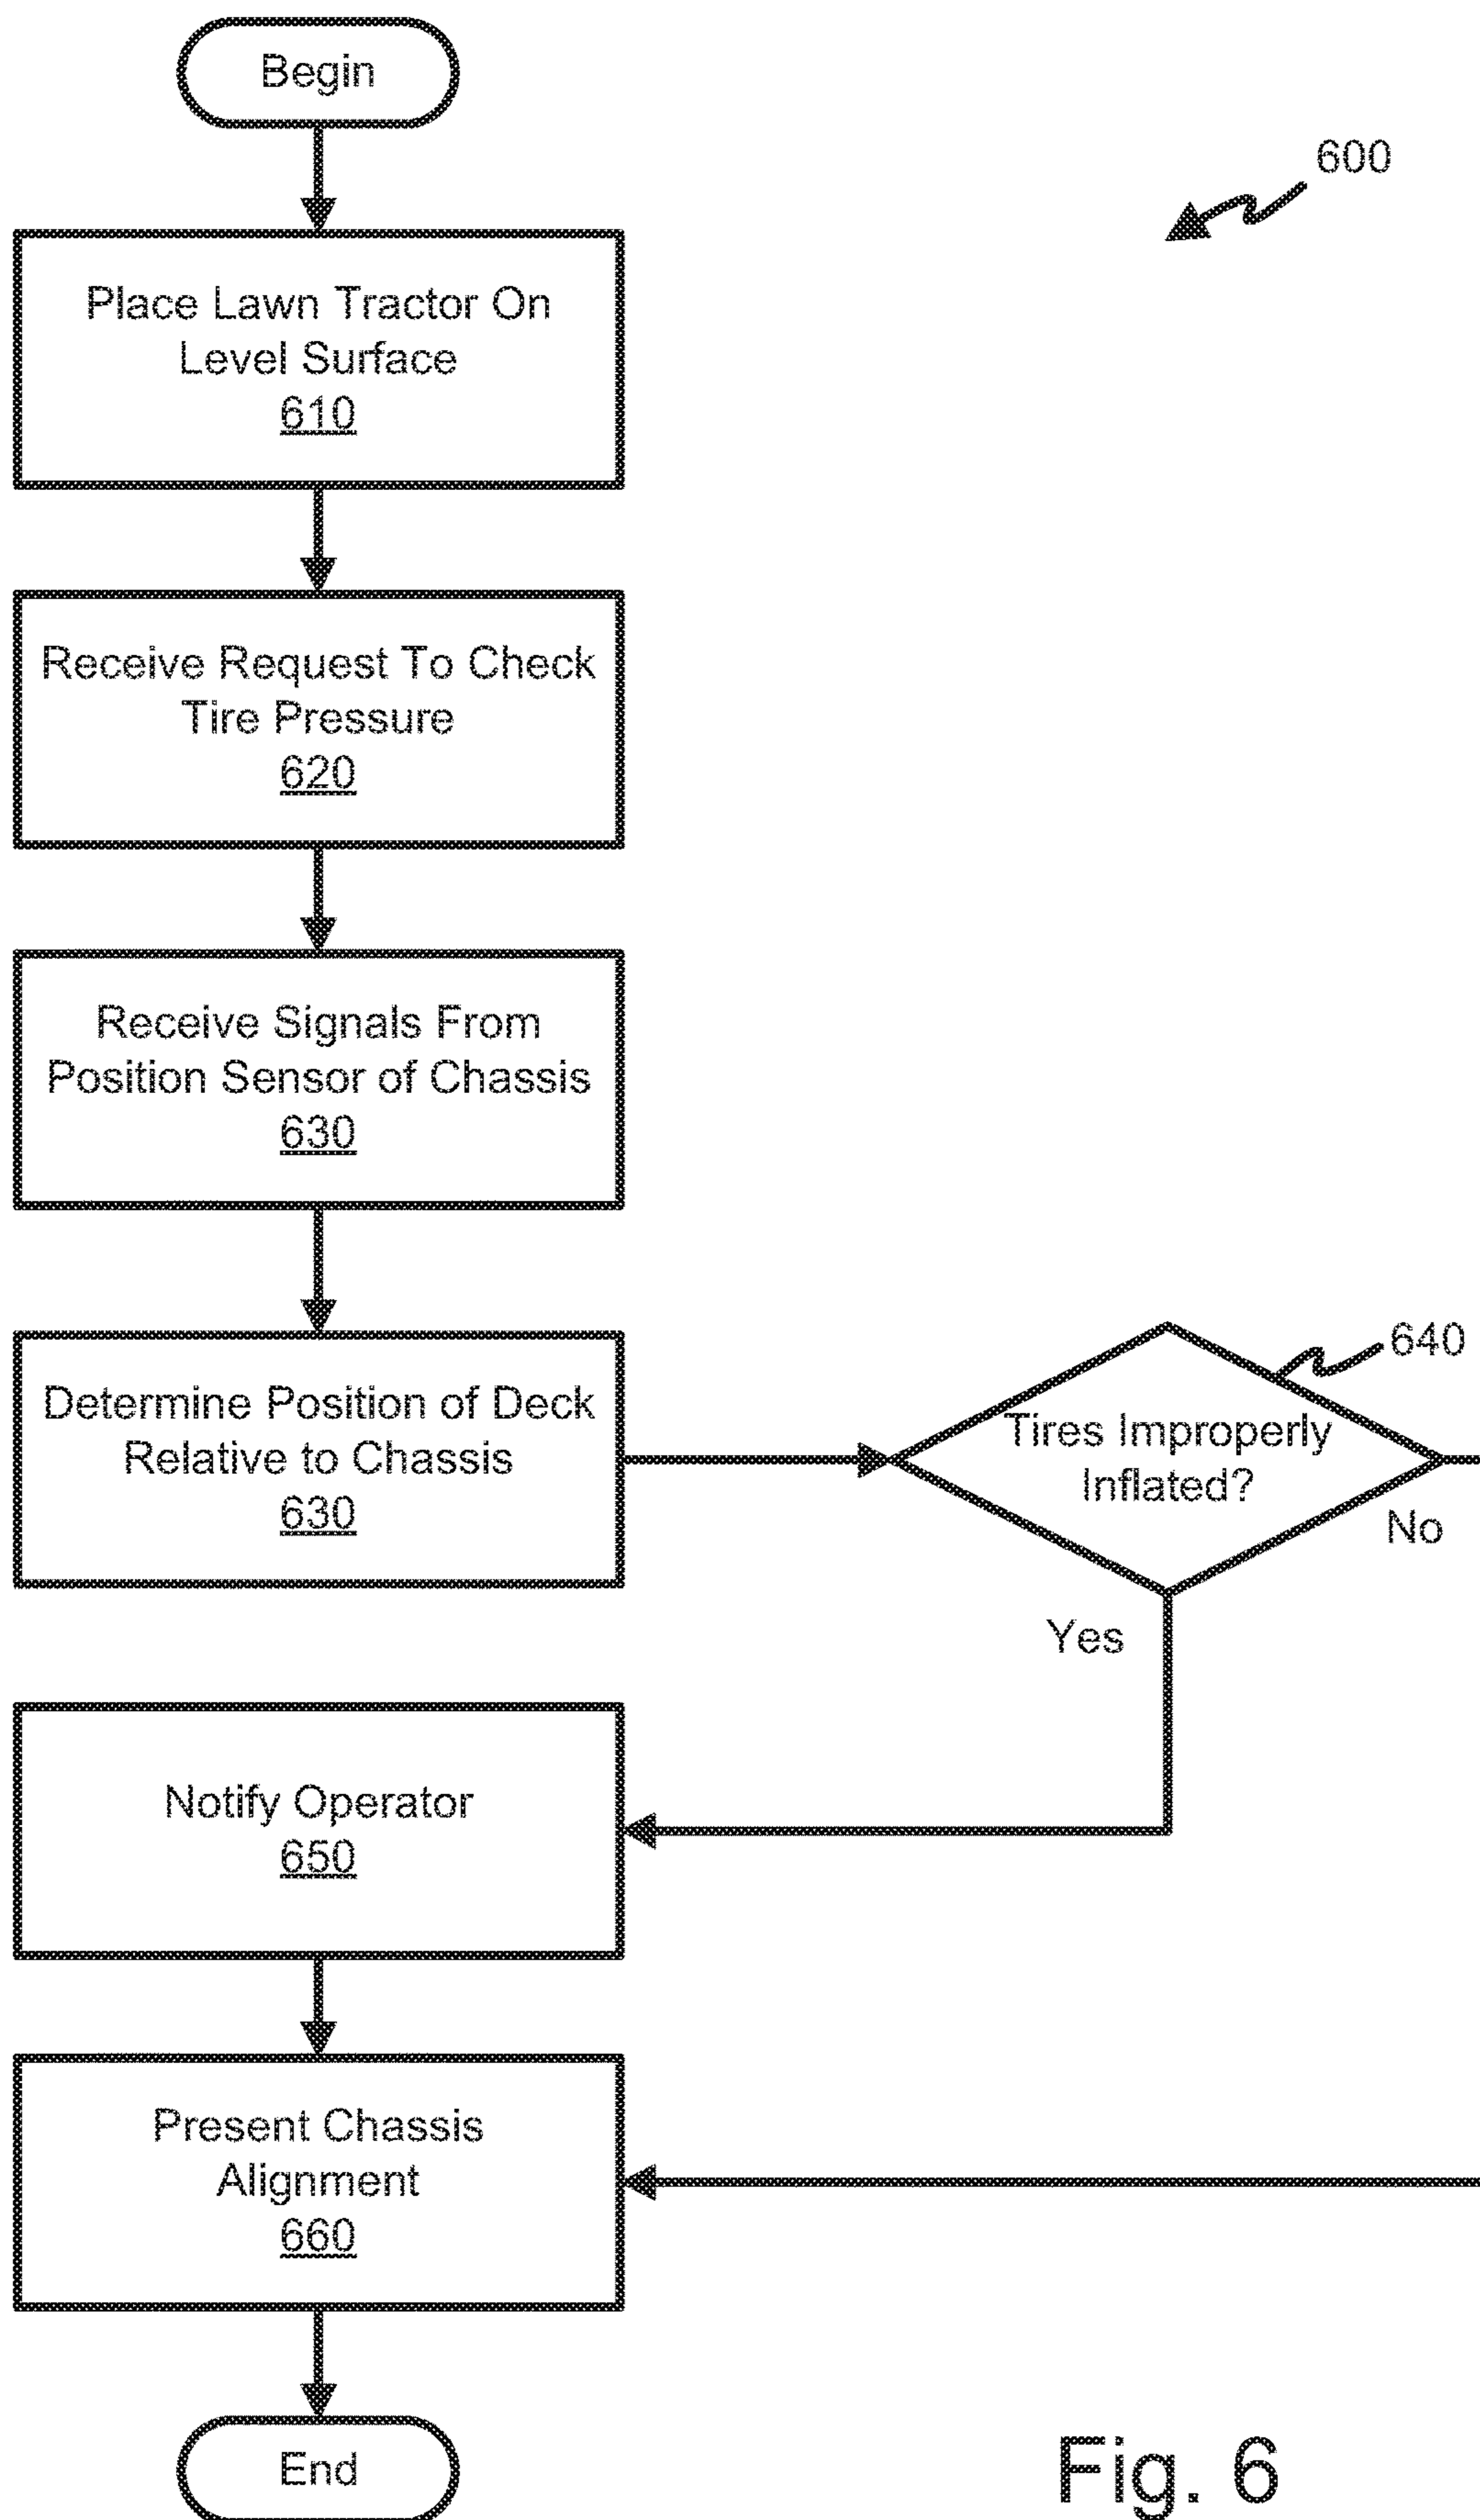 Begin
600
Place Lawn Tractor On
Level Surface
610
Receive Request To Check
Tire Pressure
620
Receive Signals From
Position Sensor of Chassis
630
Determine Position of Deck
Relative to Chassis
630
640
Tires Improperly
Inflated?
No
Yes
Notify Operator
650
Present Chassis
Alignment
660
End
Fig. 6